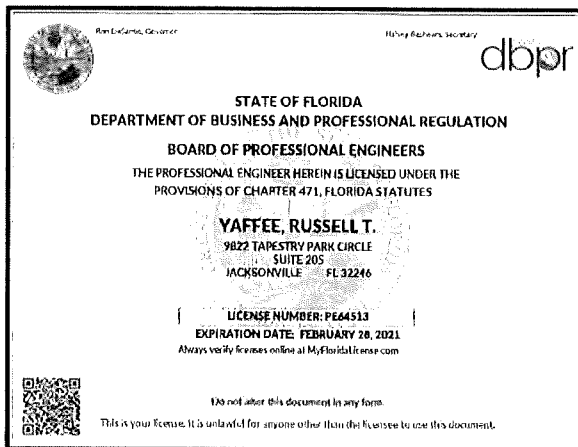 Ron DeSantis, Governor
Halsey Beshears, Secretary
dbpr
STATE OF FLORIDA
DEPARTMENT OF BUSINESS AND PROFESSIONAL REGULATION
BOARD OF PROFESSIONAL ENGINEERS
THE PROFESSIONAL ENGINEER HEREIN IS LICENSED UNDER THE
PROVISIONS OF CHAPTER 471, FLORIDA STATUTES
YAFFEE, RUSSELL T.
9822 TAPESTRY PARK CIRCLE
SUITE 205
JACKSONVILLE FL 32246
LICENSE NUMBER: PE64513
EXPIRATION DATE: FEBRUARY 28, 2021
Always verify licenses online at MyFloridaLicense.com
Do not alter this document in any form.
This is your license. It is unlawful for anyone other than the licensee to use this document.